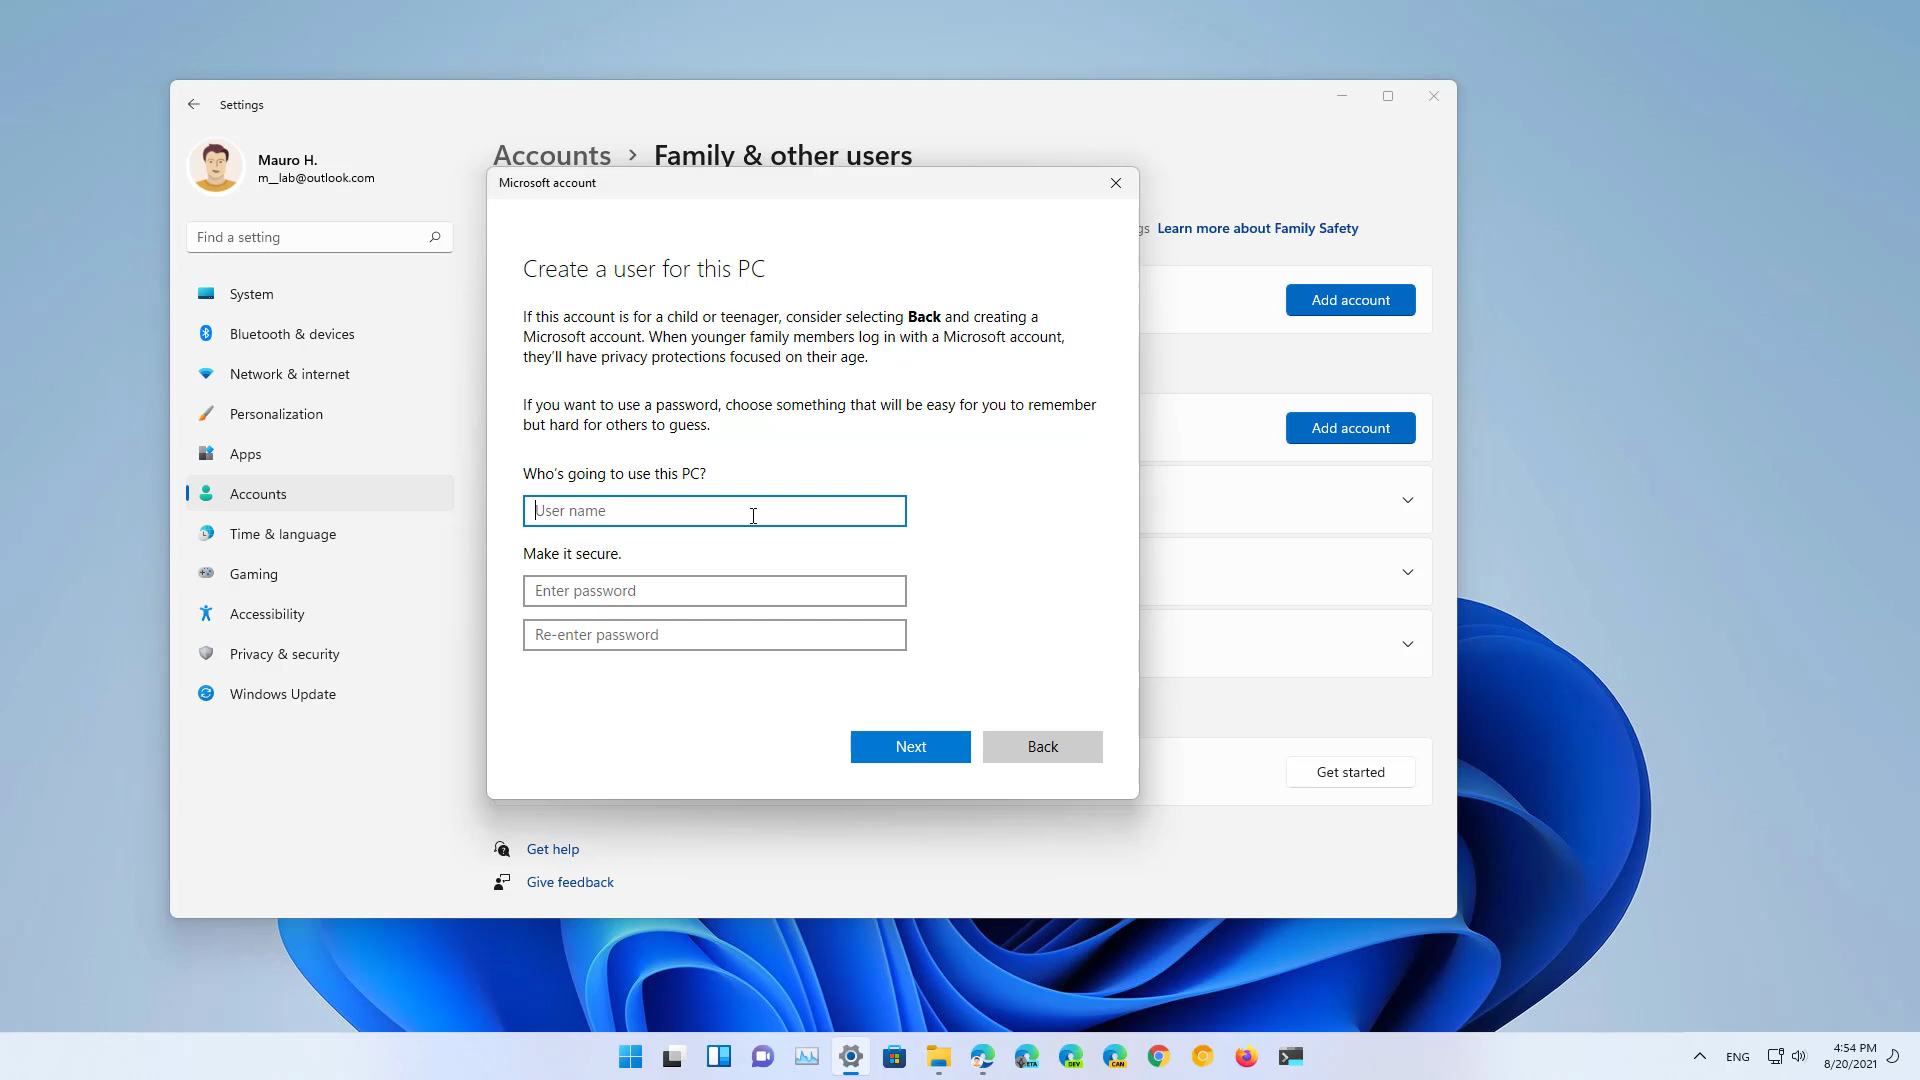 Settings
Mauro H.
m__lab@outlook.com
Find a setting
System
Bluetooth & devices
Network & internet
Personalization
Apps
Accounts
Time & language
Gaming
Accessibility
Privacy & security
Windows Update
Accounts > Family & other users
gs Learn more about Family Safety
Add account
Add account
Get started
Get help
Give feedback
Microsoft account
Create a user for this PC
If this account is for a child or teenager, consider selecting Back and creating a
Microsoft account. When younger family members log in with a Microsoft account,
they'll have privacy protections focused on their age.
If you want to use a password, choose something that will be easy for you to remember
but hard for others to guess.
Who's going to use this PC?
User name
Make it secure.
Enter password
Re-enter password
Next
Back
BETA
DEV
CAN
ENG
4:54 PM
8/20/2021